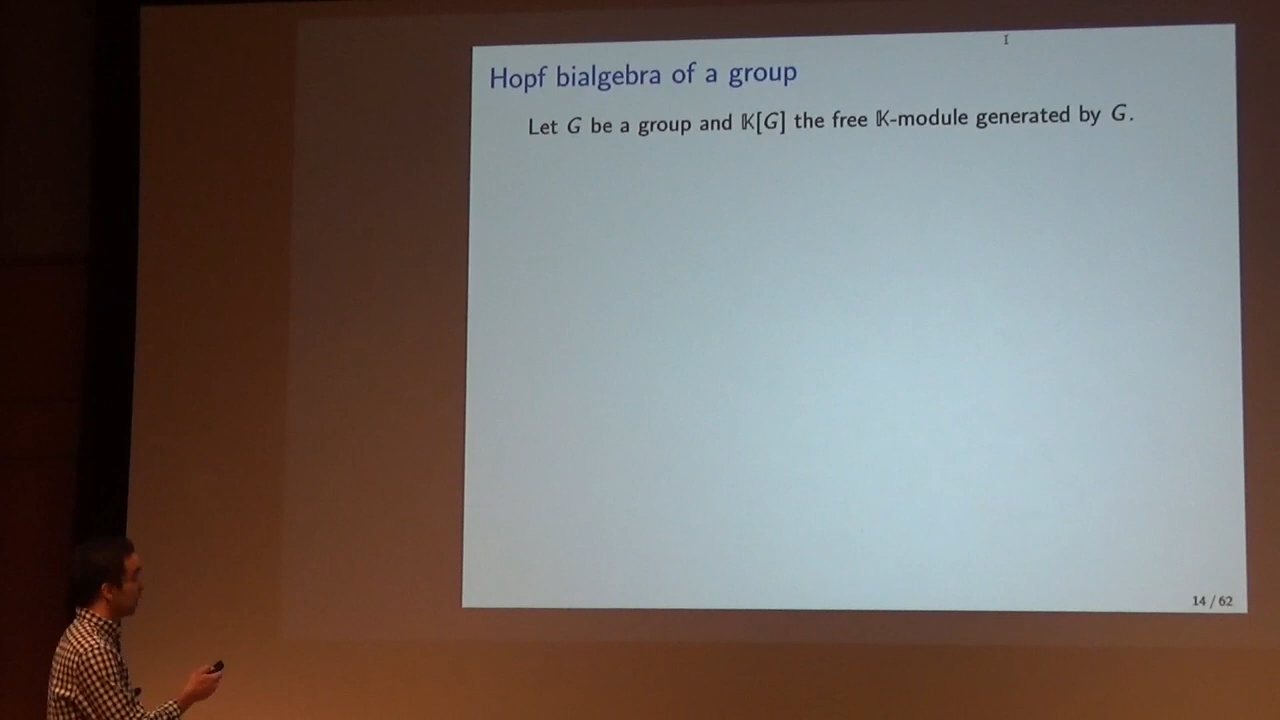 Hopf bialgebra of a group
Let G be a group and 𝕂[G] the free 𝕂-module generated by G.
14 / 62